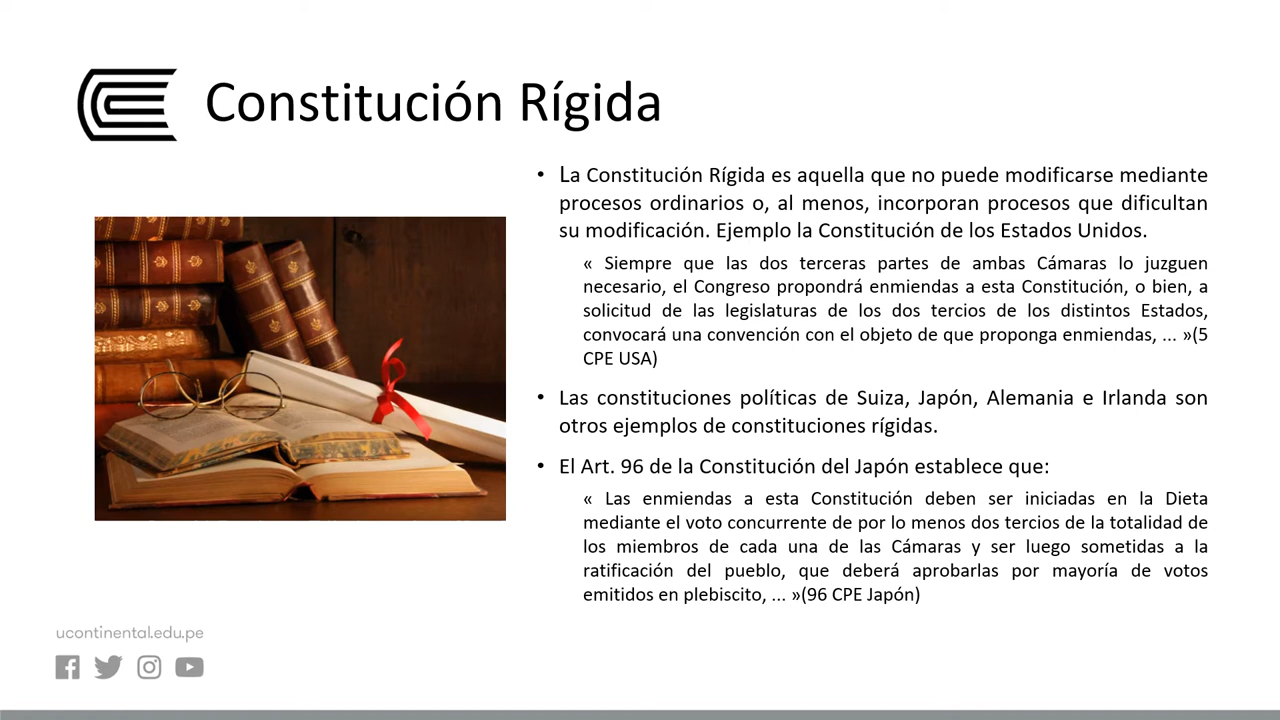 Constitución Rígida
• La Constitución Rígida es aquella que no puede modificarse mediante
procesos ordinarios o, al menos, incorporan procesos que dificultan
su modificación. Ejemplo la Constitución de los Estados Unidos.
« Siempre que las dos terceras partes de ambas Cámaras lo juzguen
necesario, el Congreso propondrá enmiendas a esta Constitución, o bien, a
solicitud de las legislaturas de los dos tercios de los distintos Estados,
convocará una convención con el objeto de que proponga enmiendas, ... »(5
CPE USA)
• Las constituciones políticas de Suiza, Japón, Alemania e Irlanda son
otros ejemplos de constituciones rígidas.
• El Art. 96 de la Constitución del Japón establece que:
« Las enmiendas a esta Constitución deben ser iniciadas en la Dieta
mediante el voto concurrente de por lo menos dos tercios de la totalidad de
los miembros de cada una de las Cámaras y ser luego sometidas a la
ratificación del pueblo, que deberá aprobarlas por mayoría de votos
emitidos en plebiscito, ... »(96 CPE Japón)
ucontinental.edu.pe